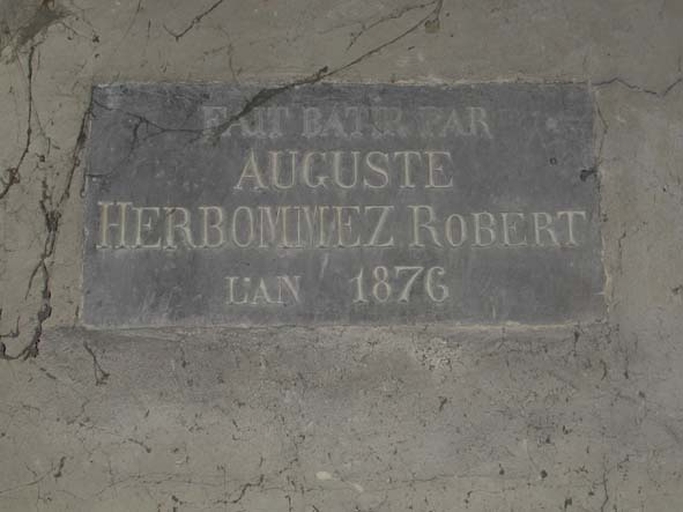 FAIT BATIR PAR
AUGUSTE
HERBOMMEZ ROBERT
L'AN 1876